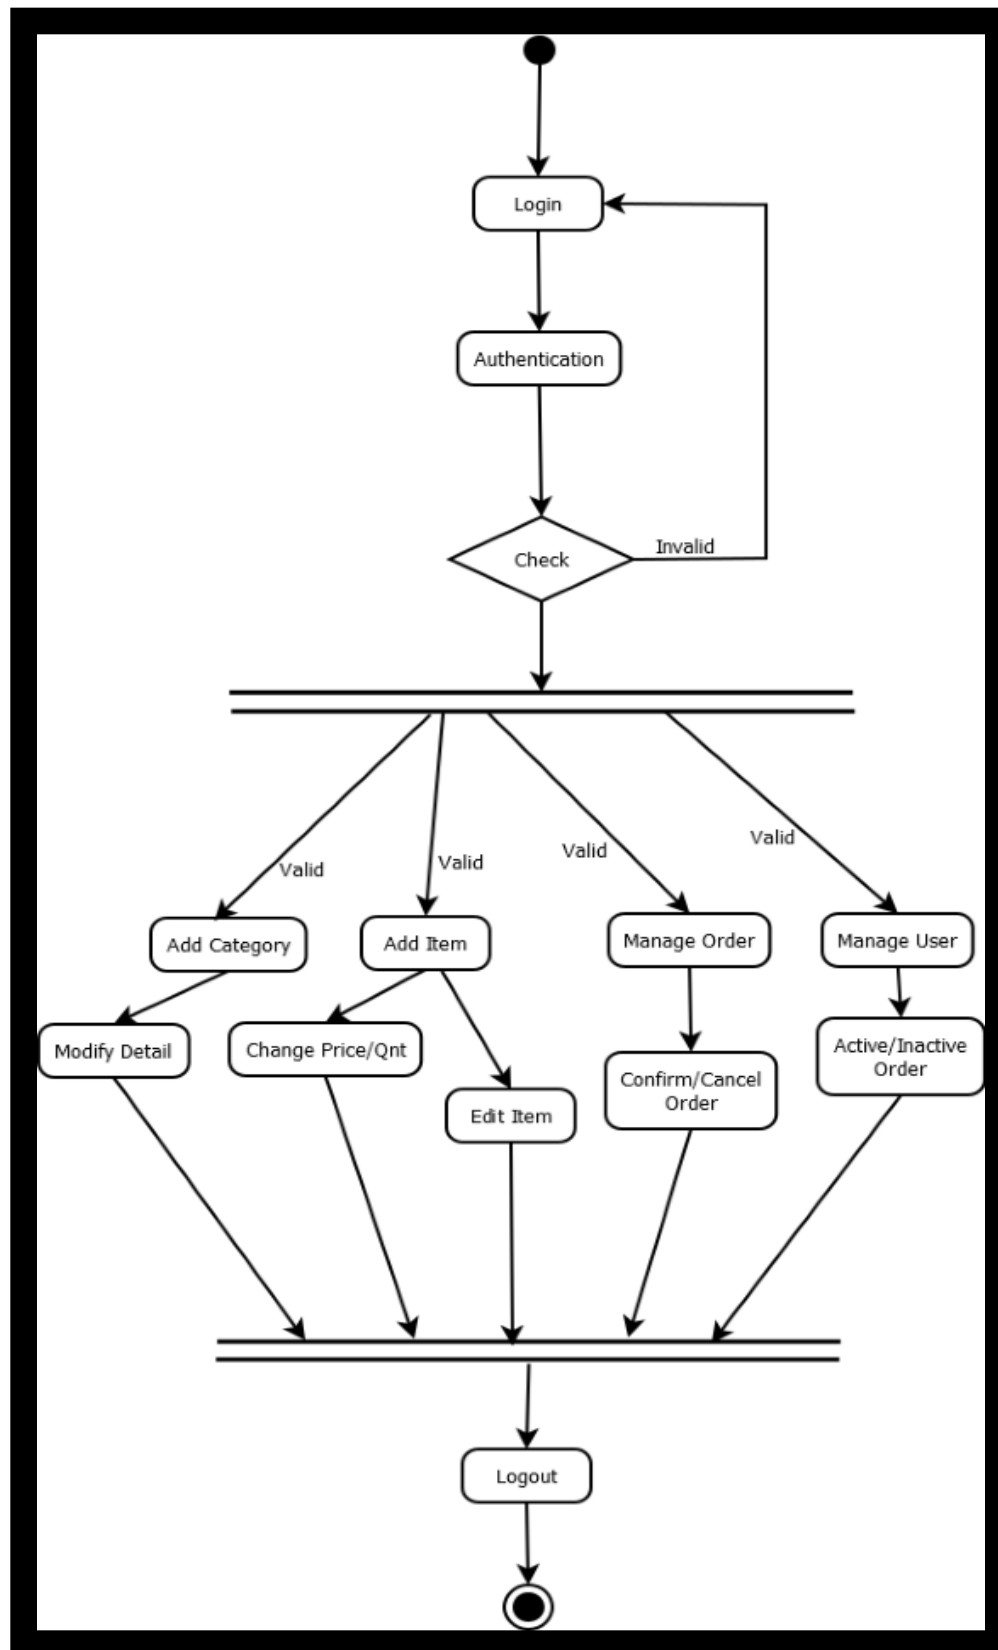 Login
Authentication
Check
Invalid
Valid
Valid
Valid
Valid
Add Category
Add Item
Manage Order
Manage User
Modify Detail
Change Price/Qnt
Edit Item
Confirm/Cancel
Order
Active/Inactive
Order
Logout